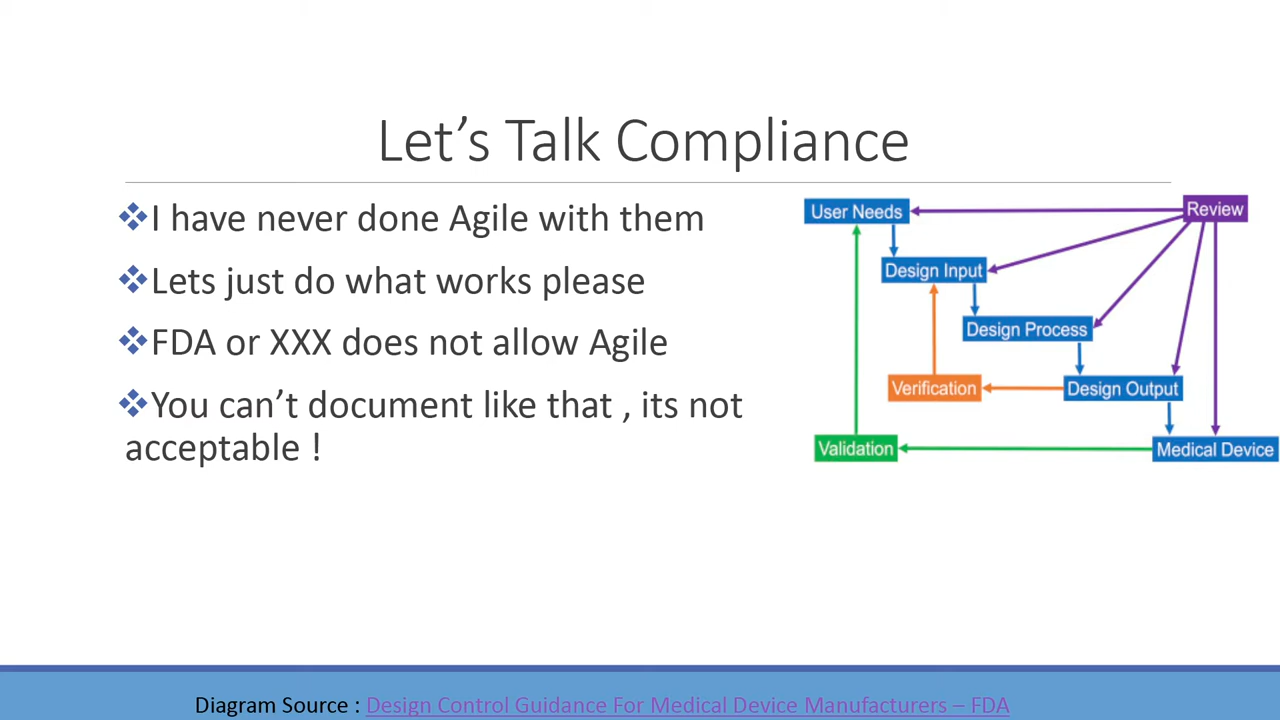 Let’s Talk Compliance
I have never done Agile with them
Lets just do what works please
FDA or XXX does not allow Agile
You can’t document like that , its not
acceptable !
User Needs
Review
Design Input
Design Process
Verification
Design Output
Validation
Medical Device
Diagram Source : Design Control Guidance For Medical Device Manufacturers – FDA